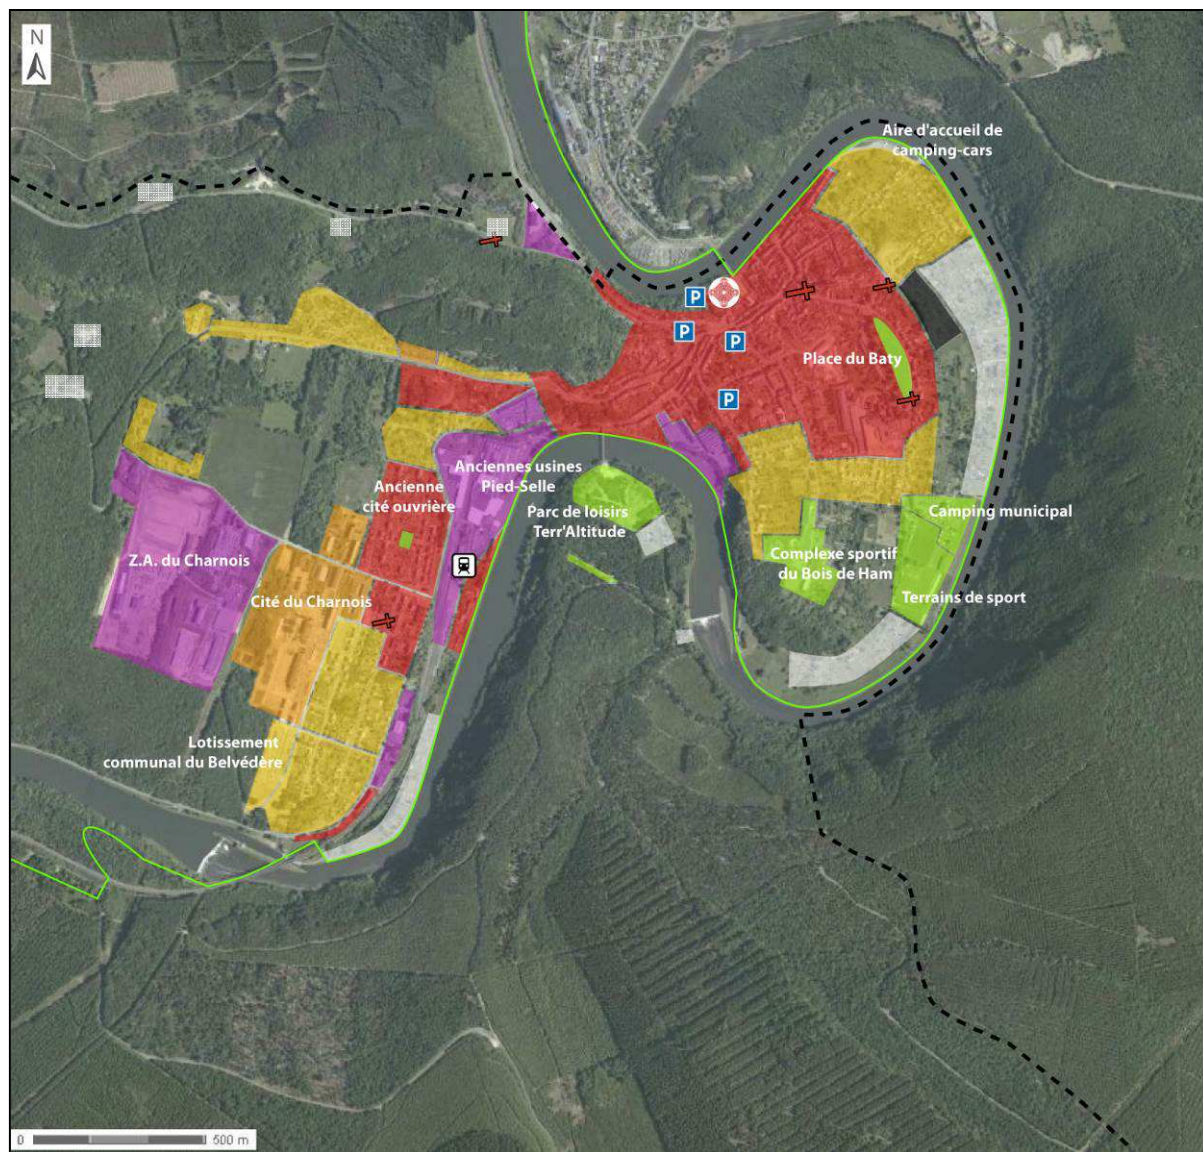 N
Aire d'accueil de
camping-cars
P
P
P
Place du Baty
P
Anciennes usines
Pied-Selle
Ancienne
cité ouvrière
Parc de loisirs
Terr'Altitude
Camping municipal
Z.A. du Charnois
Complexe sportif
du Bois de Ham
Cité du Charnois
Terrains de sport
Lotissement
communal du Belvédère
0 500 m